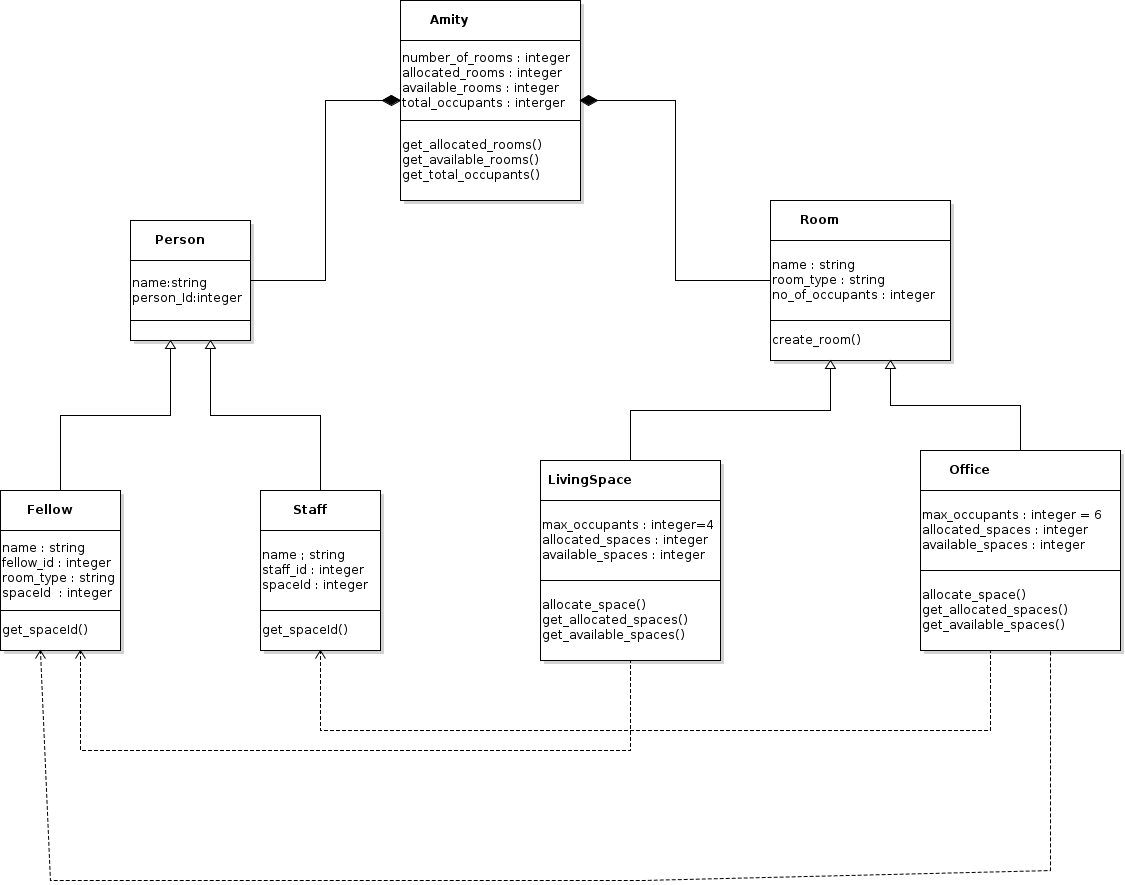 Amity
number_of_rooms : integer
allocated_rooms : integer
available_rooms : integer
total_occupants : interger
get_allocated_rooms()
get_available_rooms()
get_total_occupants()
Person
name:string
person_Id:integer
Room
name : string
room_type : string
no_of_occupants : integer
create_room()
Fellow
name : string
fellow_id : integer
room_type : string
spaceId  : integer
get_spaceId()
Staff
name ; string
staff_id : integer
spaceId : integer
get_spaceId()
LivingSpace
max_occupants : integer=4
allocated_spaces : integer
available_spaces : integer
allocate_space()
get_allocated_spaces()
get_available_spaces()
Office
max_occupants : integer = 6
allocated_spaces : integer
available_spaces : integer
allocate_space()
get_allocated_spaces()
get_available_spaces()